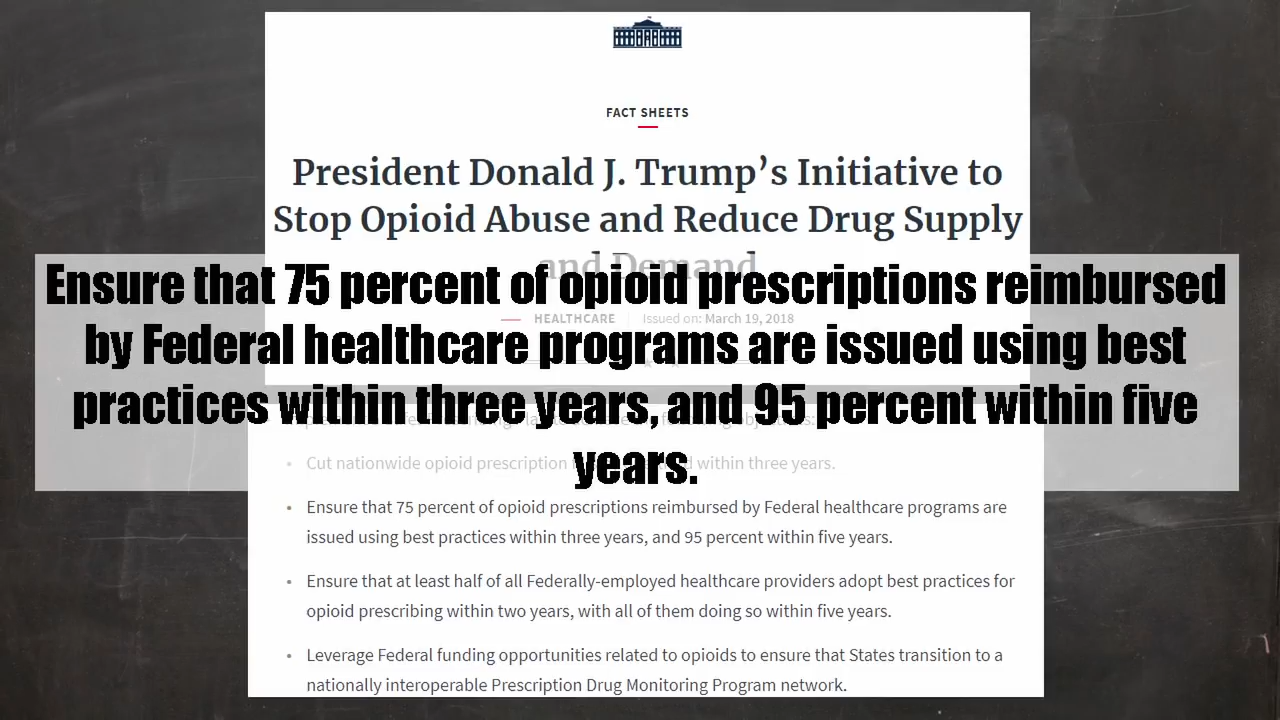 FACT SHEETS
President Donald J. Trump’s Initiative to
Stop Opioid Abuse and Reduce Drug Supply
and Demand
Ensure that 75 percent of opioid prescriptions reimbursed
HEALTHCARE Issued on: March 19, 2018
by Federal healthcare programs are issued using best
practices within three years, and 95 percent within five
years.
• Cut nationwide opioid prescription within three years.
• Ensure that 75 percent of opioid prescriptions reimbursed by Federal healthcare programs are
issued using best practices within three years, and 95 percent within five years.
• Ensure that at least half of all Federally-employed healthcare providers adopt best practices for
opioid prescribing within two years, with all of them doing so within five years.
• Leverage Federal funding opportunities related to opioids to ensure that States transition to a
nationally interoperable Prescription Drug Monitoring Program network.